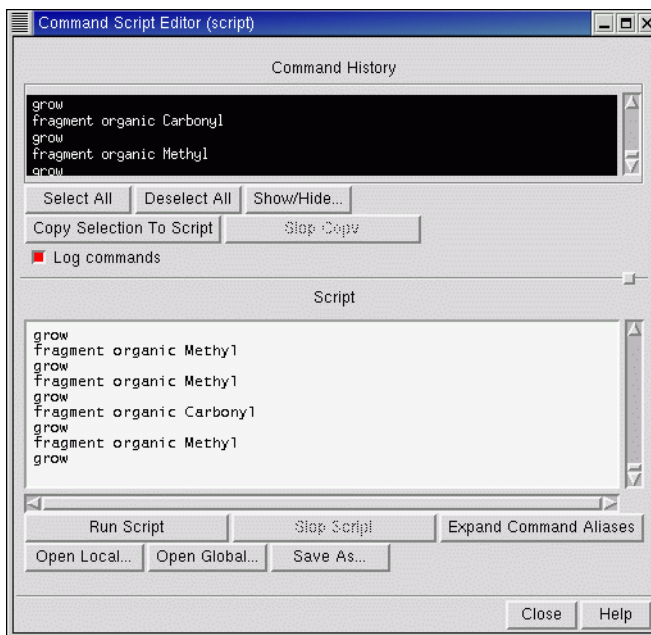 Command Script Editor (script)
Command History
grow
fragment organic Carbonyl
grow
fragment organic Methyl
grow
Select All Deselect All Show/Hide...
Copy Selection To Script Stop Copy
Log commands
Script
grow
fragment organic Methyl
grow
fragment organic Methyl
grow
fragment organic Carbonyl
grow
fragment organic Methyl
grow
Run Script Stop Script Expand Command Aliases
Open Local... Open Global... Save As...
Close Help